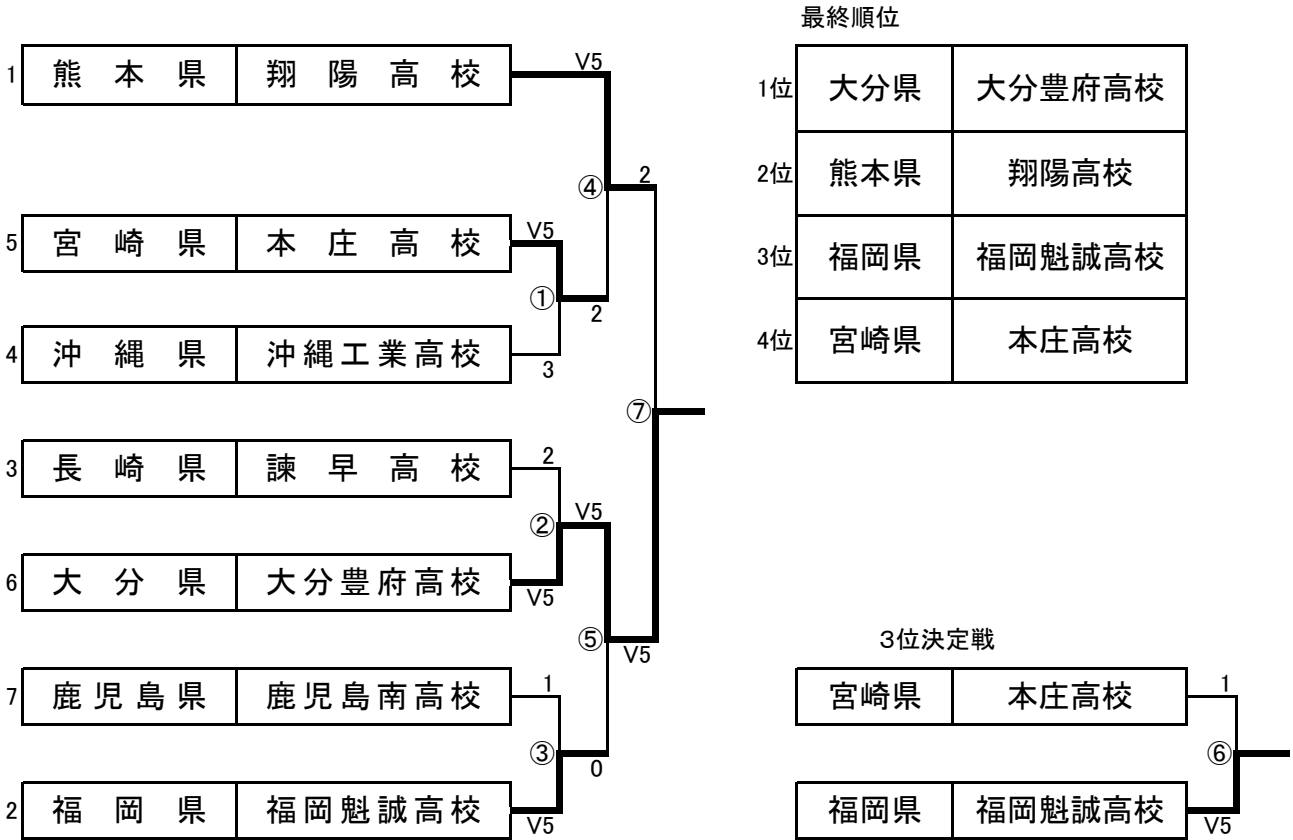 最終順位
1 熊本県 翔陽高校 V5
1位 大分県 大分豊府高校
2位 熊本県 翔陽高校
④ 2
5 宮崎県 本庄高校 V5
3位 福岡県 福岡魁誠高校
① 2
4 沖縄県 沖縄工業高校 3
4位 宮崎県 本庄高校
⑦
3 長崎県 諫早高校 2
② V5
6 大分県 大分豊府高校 V5
⑤ V5
3位決定戦
7 鹿児島県 鹿児島南高校 1
宮崎県 本庄高校 1
③ 0
⑥
2 福岡県 福岡魁誠高校 V5
福岡県 福岡魁誠高校 V5